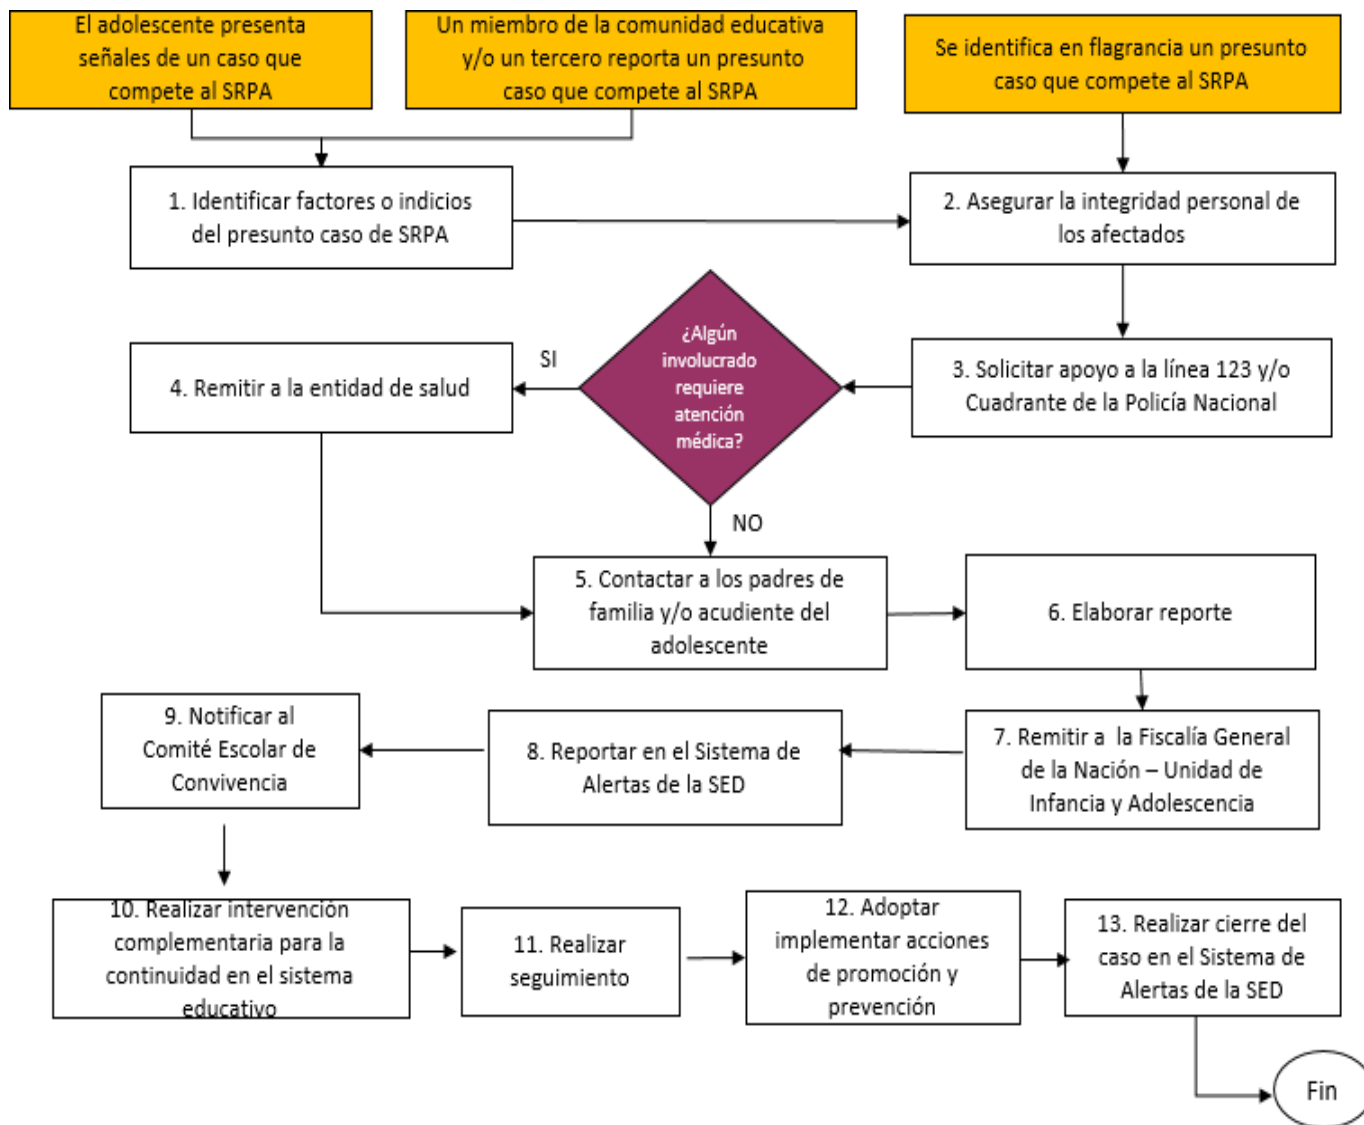 El adolescente presenta
señales de un caso que
compete al SRPA
Un miembro de la comunidad educativa
y/o un tercero reporta un presunto
caso que compete al SRPA
Se identifica en flagrancia un presunto
caso que compete al SRPA
1. Identificar factores o indicios
del presunto caso de SRPA
2. Asegurar la integridad personal de
los afectados
¿Algún
involucrado
requiere
atención
médica?
SI
NO
3. Solicitar apoyo a la línea 123 y/o
Cuadrante de la Policía Nacional
4. Remitir a la entidad de salud
5. Contactar a los padres de
familia y/o acudiente del
adolescente
6. Elaborar reporte
7. Remitir a la Fiscalía General
de la Nación – Unidad de
Infancia y Adolescencia
8. Reportar en el Sistema de
Alertas de la SED
9. Notificar al
Comité Escolar de
Convivencia
10. Realizar intervención
complementaria para la
continuidad en el sistema
educativo
11. Realizar
seguimiento
12. Adoptar
implementar acciones
de promoción y
prevención
13. Realizar cierre del
caso en el Sistema de
Alertas de la SED
Fin